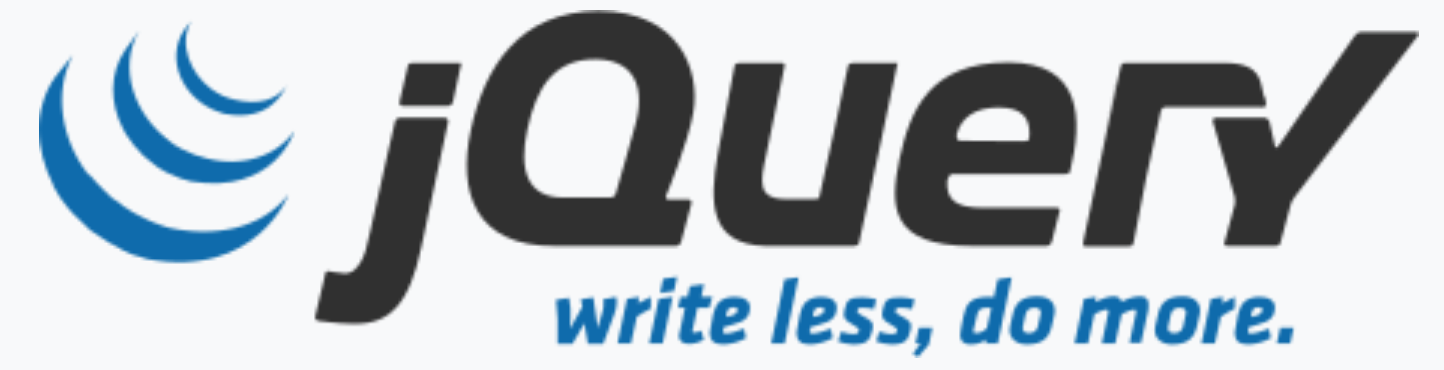 jQuery
write less, do more.